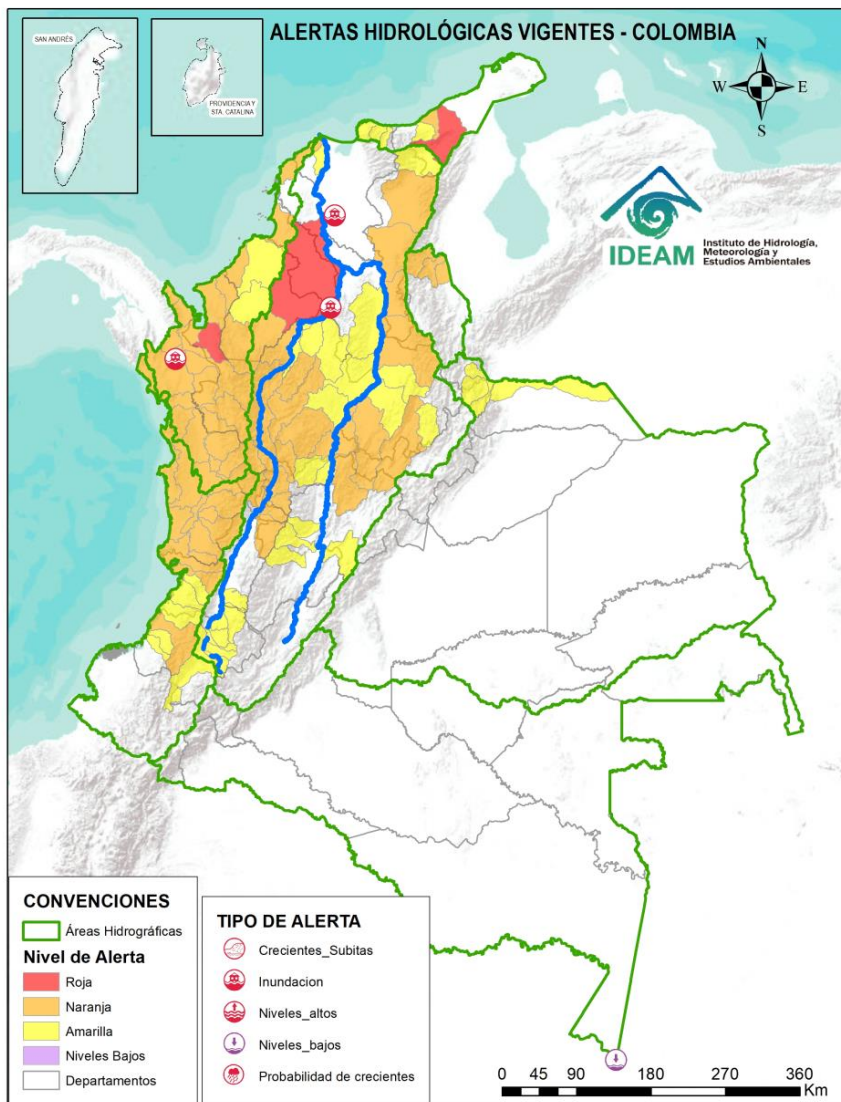 ALERTAS HIDROLÓGICAS VIGENTES - COLOMBIA
SAN ANDRÉS
PROVIDENCIA Y
STA. CATALINA
N
W
E
S
IDEAM
Instituto de Hidrología,
Meteorología y
Estudios Ambientales
CONVENCIONES
Áreas Hidrográficas
Nivel de Alerta
Roja
Naranja
Amarilla
Niveles Bajos
Departamentos
TIPO DE ALERTA
Crecientes_Subitas
Inundacion
Niveles_altos
Niveles_bajos
Probabilidad de crecientes
0 45 90 180 270 360
Km